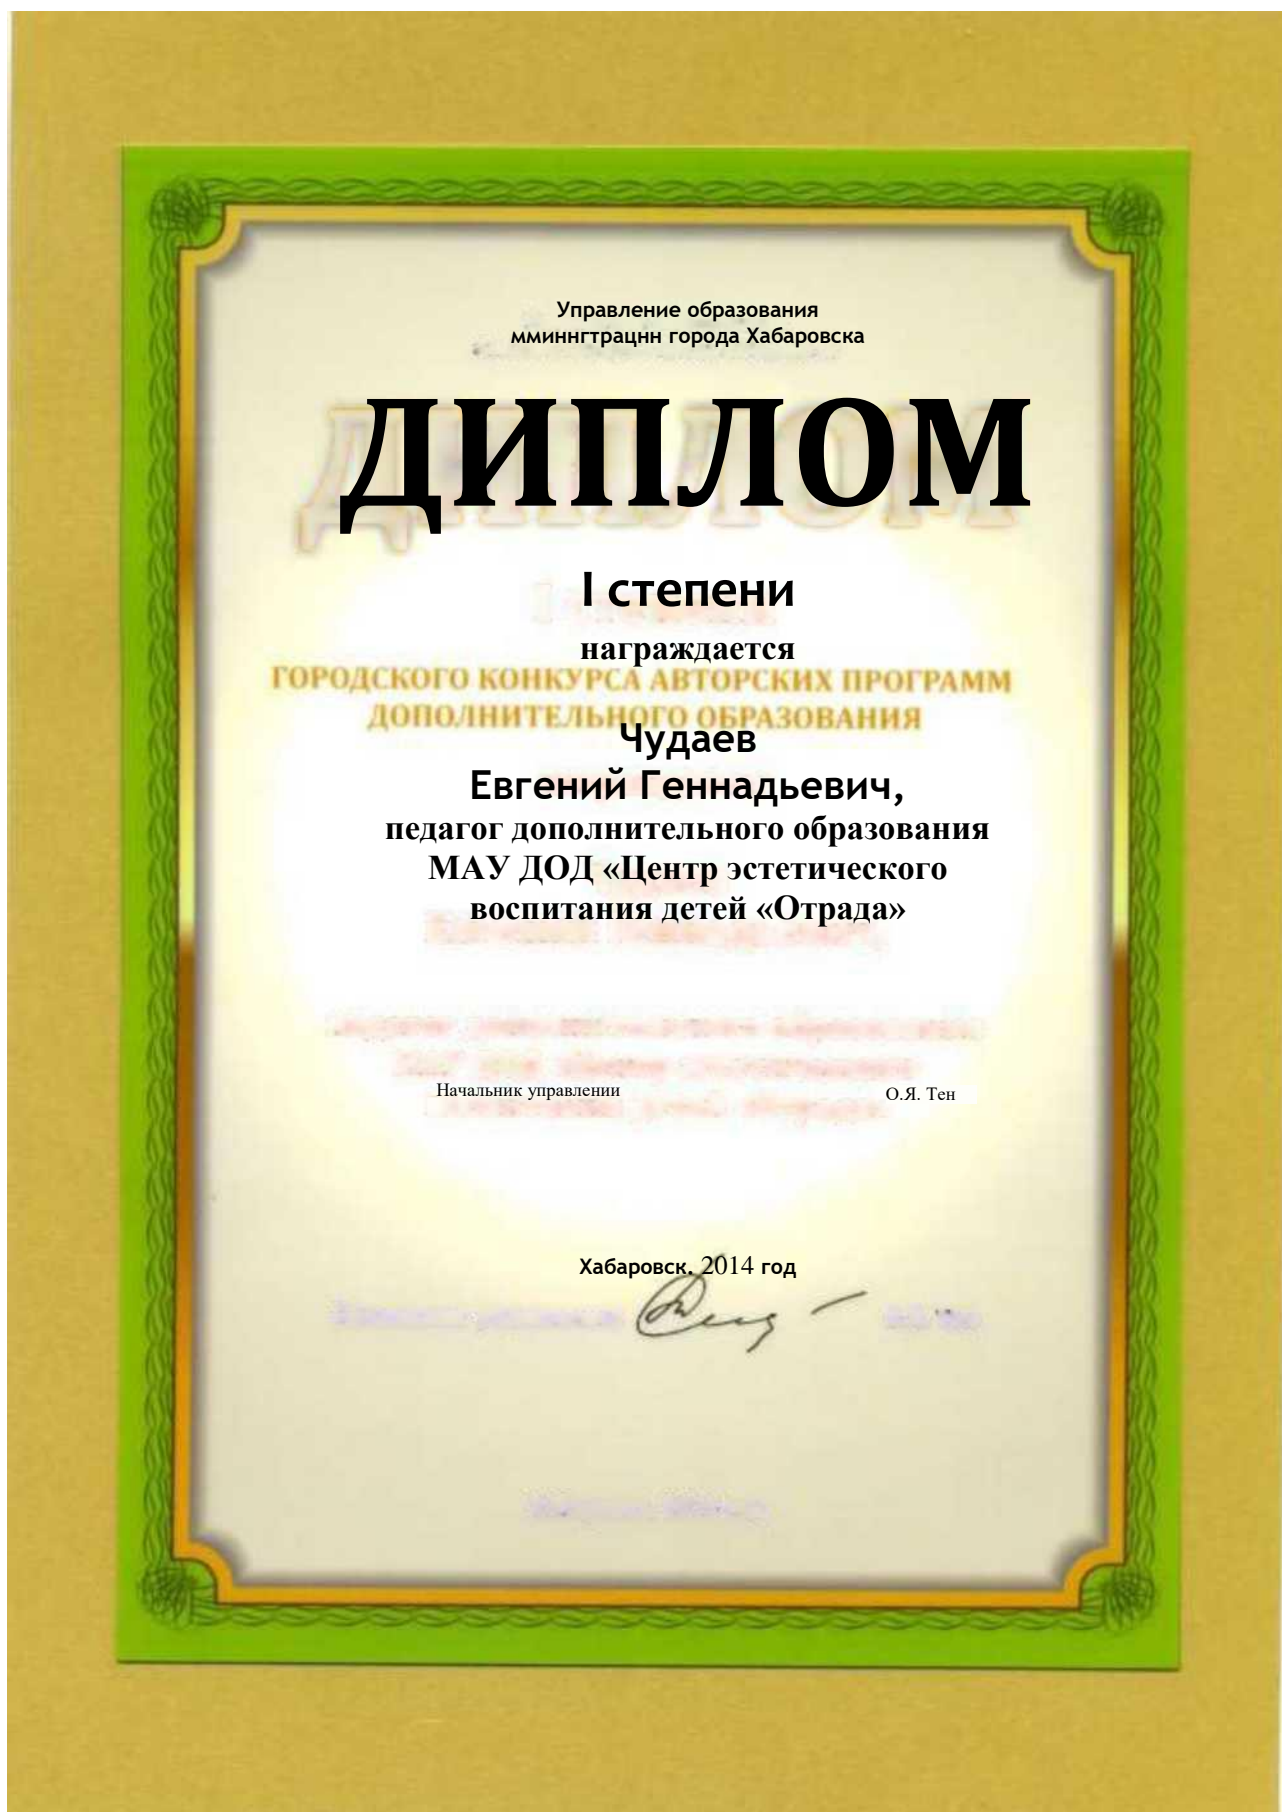 Управление образования
мминнгтрацнн города Хабаровска
ДИПЛОМ
I степени
награждается
ГОРОДСКОГО КОНКУРСА АВТОРСКИХ ПРОГРАММ
ДОПОЛНИТЕЛЬНОГО ОБРАЗОВАНИЯ
Чудаев
Евгений Геннадьевич,
педагог дополнительного образования
МАУ ДОД «Центр эстетического
воспитания детей «Отрада»
Начальник управлении О.Я. Тен
Хабаровск. 2014 год